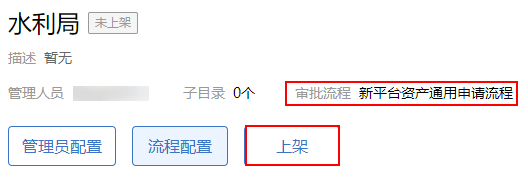 水利局 未上架
描述 暂无
管理人员 子目录 0个 审批流程 新平台资产通用申请流程
管理员配置 流程配置 上架